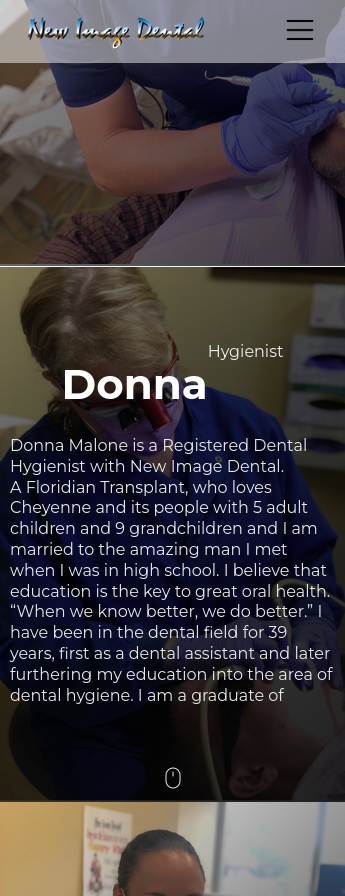 New Image Dental
Hygienist
Donna
Donna Malone is a Registered Dental
Hygienist with New Image Dental.
A Floridian Transplant, who loves
Cheyenne and its people with 5 adult
children and 9 grandchildren and I am
married to the amazing man I met
when I was in high school. I believe that
education is the key to great oral health.
“When we know better, we do better.” I
have been in the dental field for 39
years, first as a dental assistant and later
furthering my education into the area of
dental hygiene. I am a graduate of